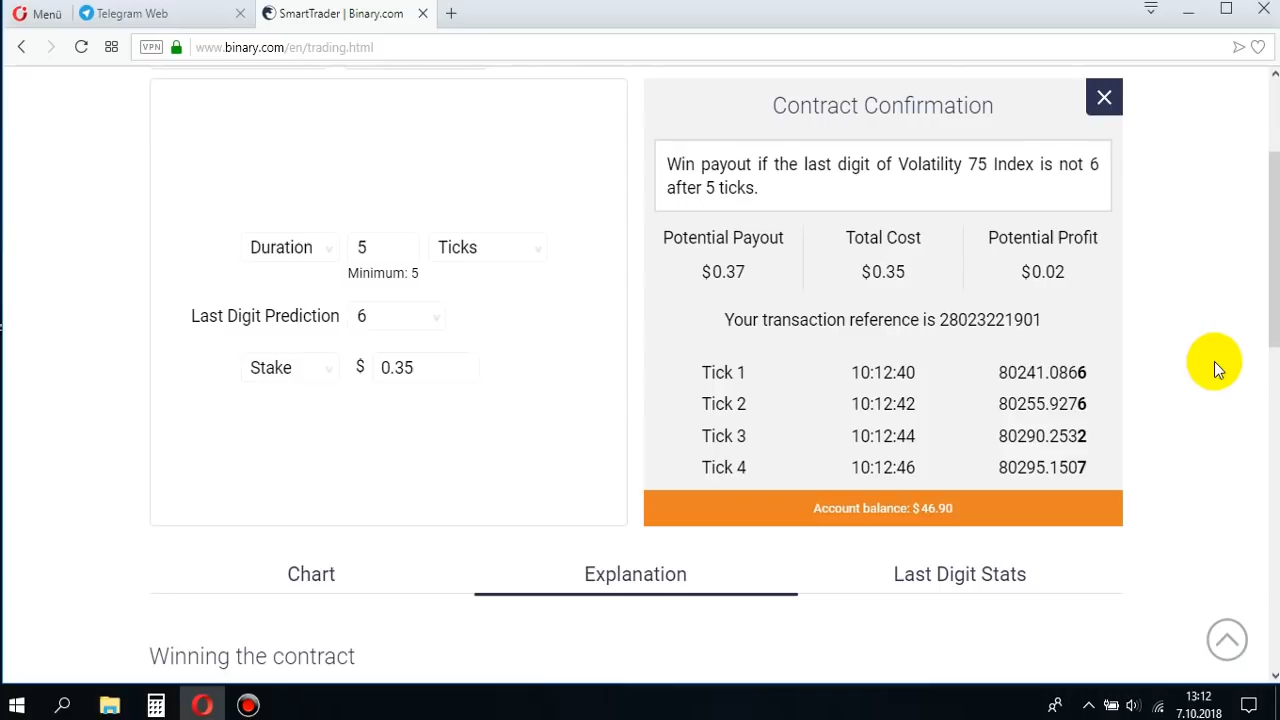 Menü
Telegram Web
SmartTrader | Binary.com
VPN
www.binary.com/en/trading.html
Duration
5
Ticks
Minimum: 5
Last Digit Prediction
6
Stake
$
0.35
Contract Confirmation
Win payout if the last digit of Volatility 75 Index is not 6
after 5 ticks.
Potential Payout Total Cost Potential Profit
$0.37 $0.35 $0.02
Your transaction reference is 28023221901
Tick 1 10:12:40 80241.0866
Tick 2 10:12:42 80255.9276
Tick 3 10:12:44 80290.2532
Tick 4 10:12:46 80295.1507
Account balance: $46.90
Chart
Explanation
Last Digit Stats
Winning the contract
13:12
7.10.2018